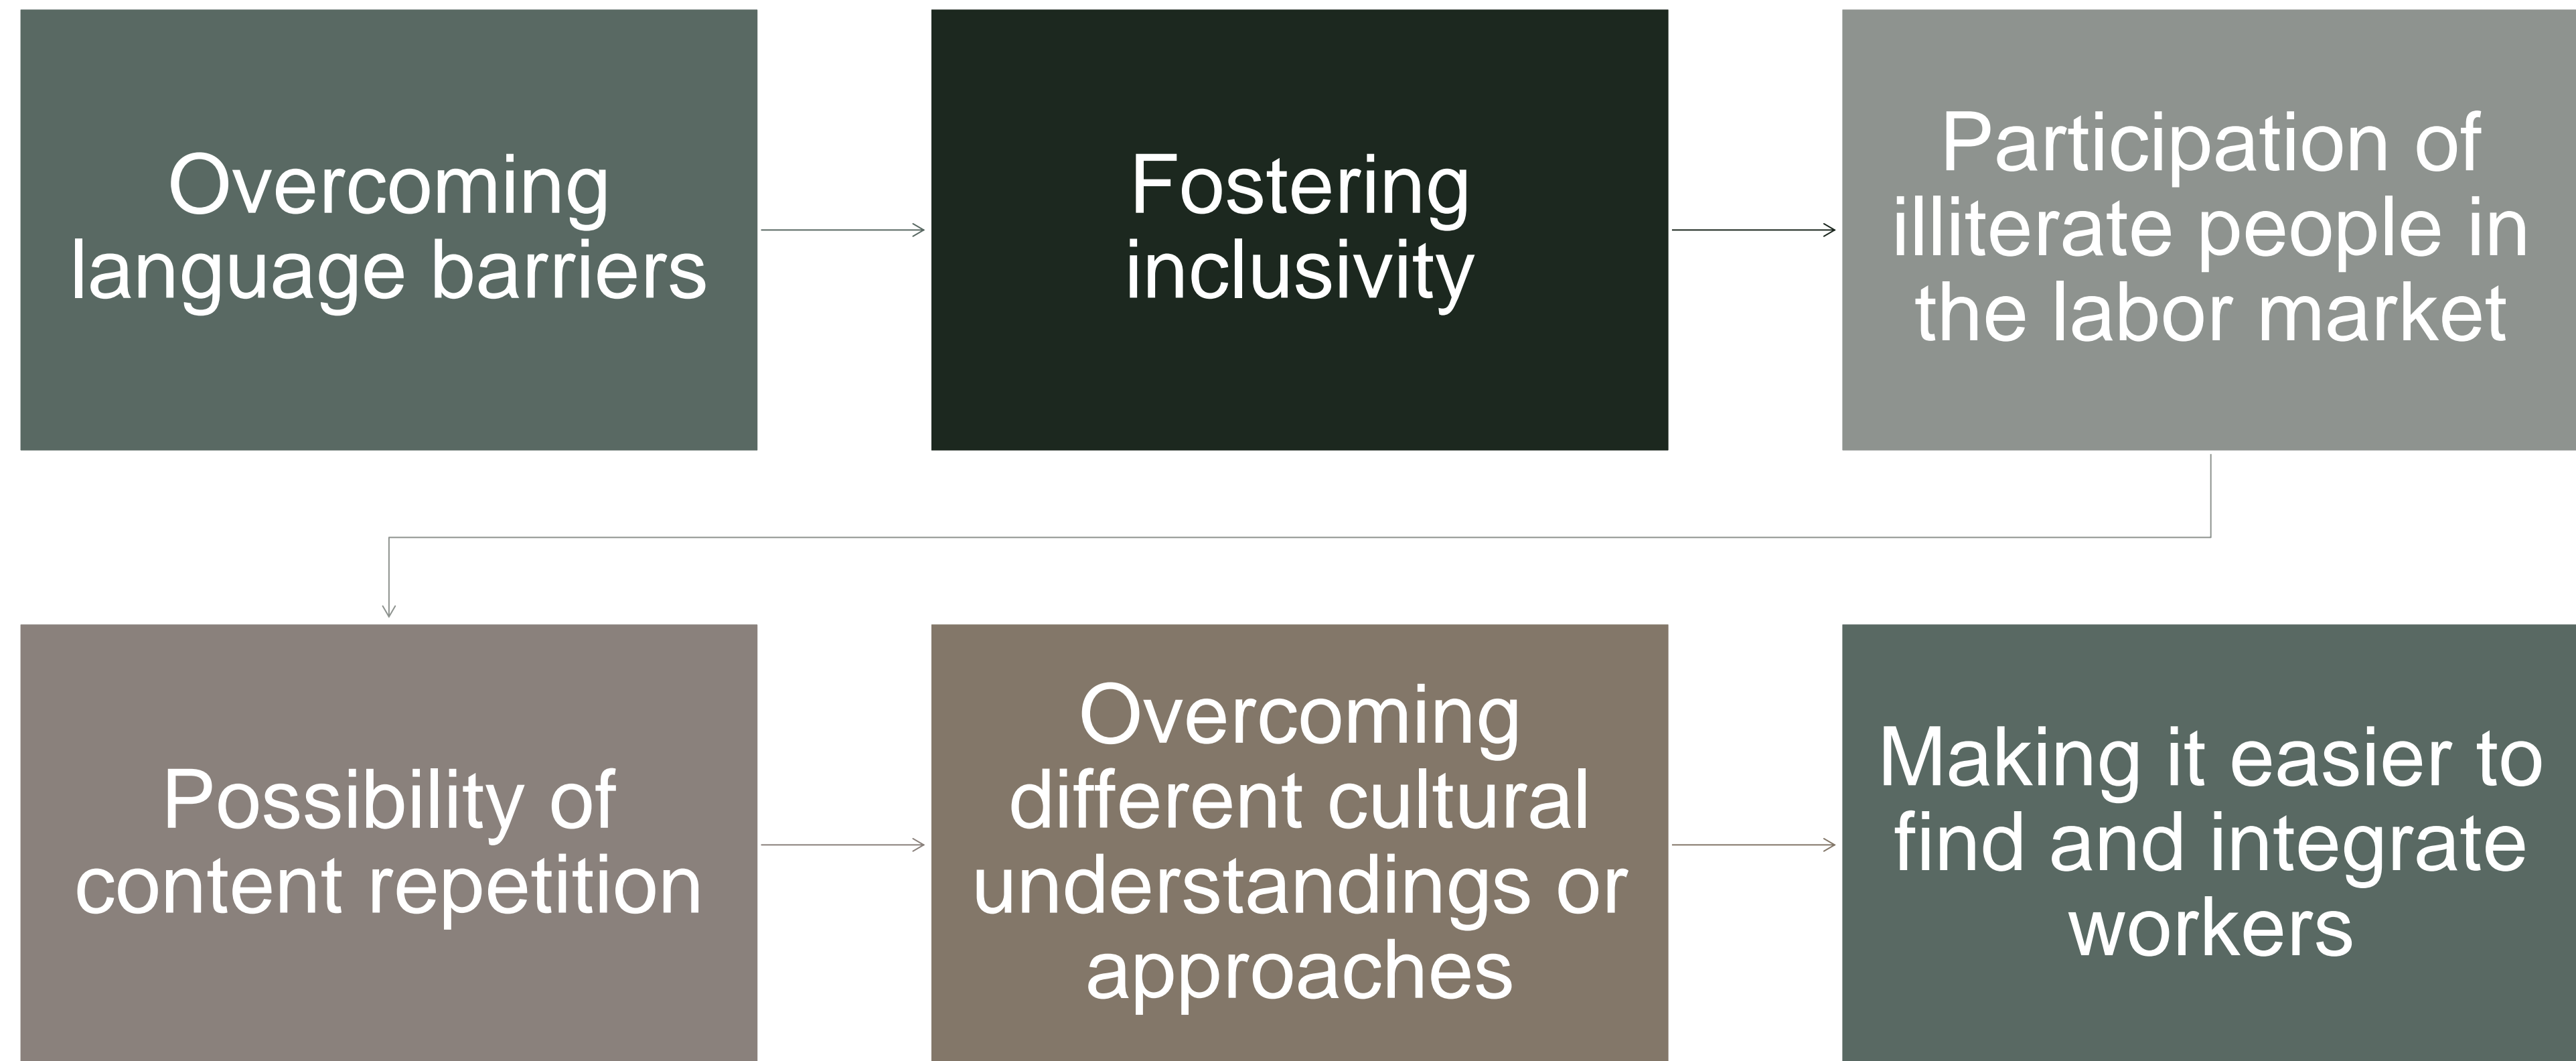 Overcoming
language barriers
Fostering
inclusivity
Participation of
illiterate people in
the labor market
Possibility of
content repetition
Overcoming
different cultural
understandings or
approaches
Making it easier to
find and integrate
workers